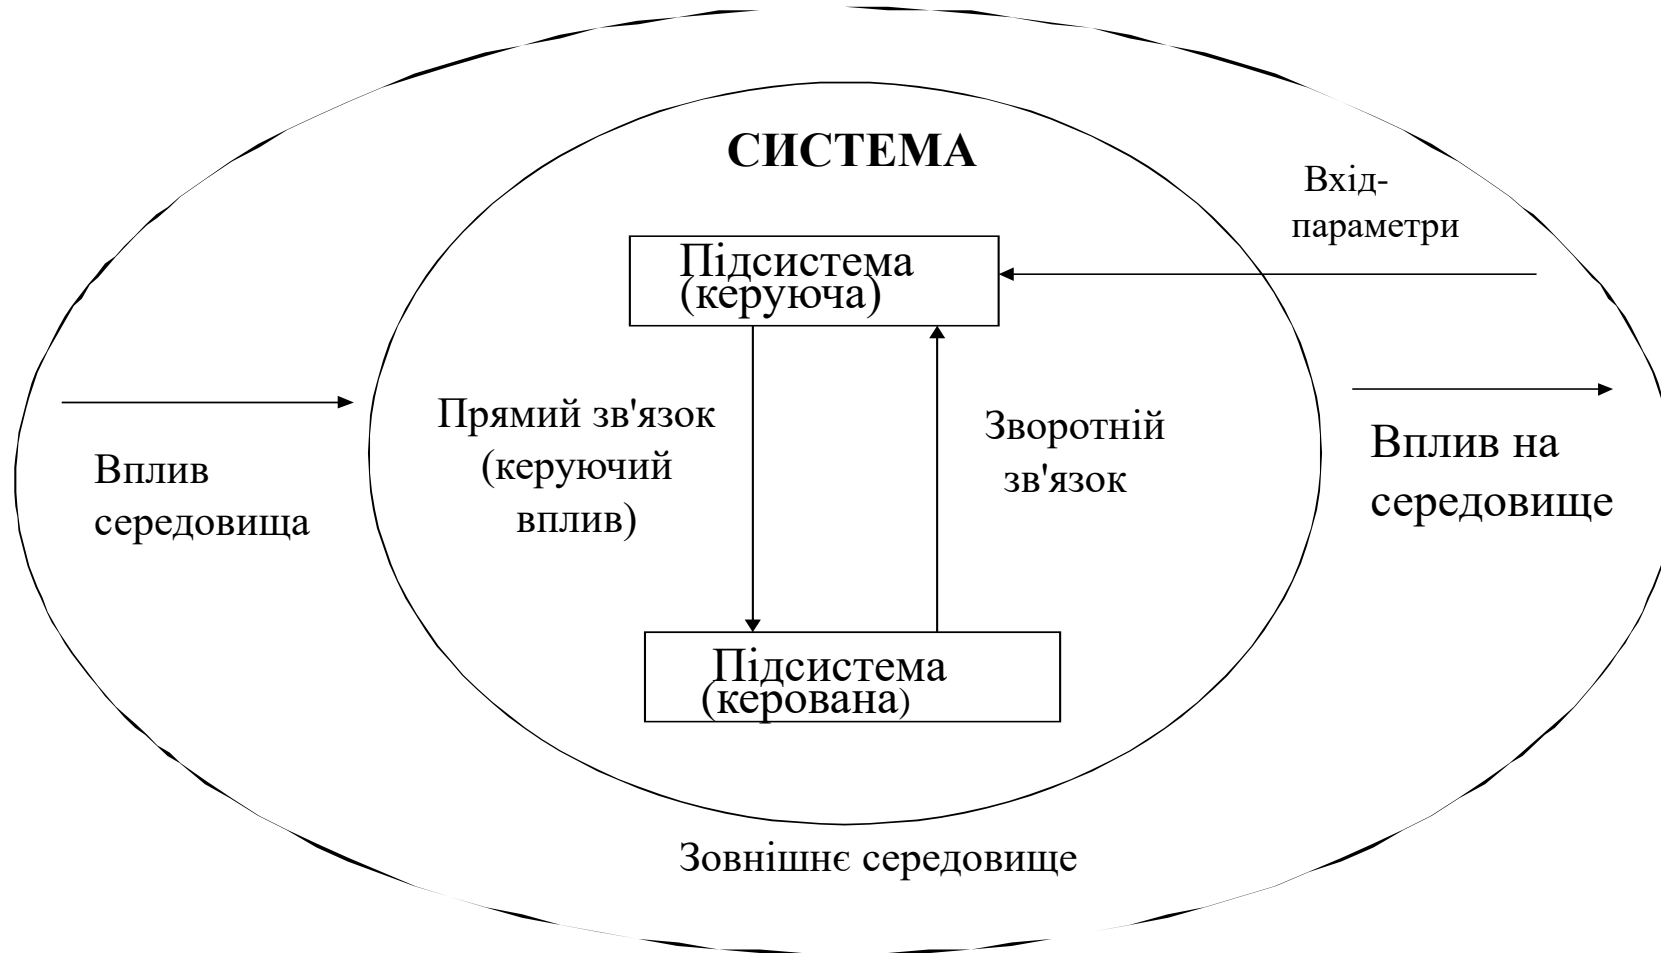 СИСТЕМА
Вхід-
параметри
Підсистема
(керуюча)
Прямий зв'язок
(керуючий
вплив)
Зворотній
зв'язок
Вплив
середовища
Вплив на
середовище
Підсистема
(керована)
Зовнішнє середовище